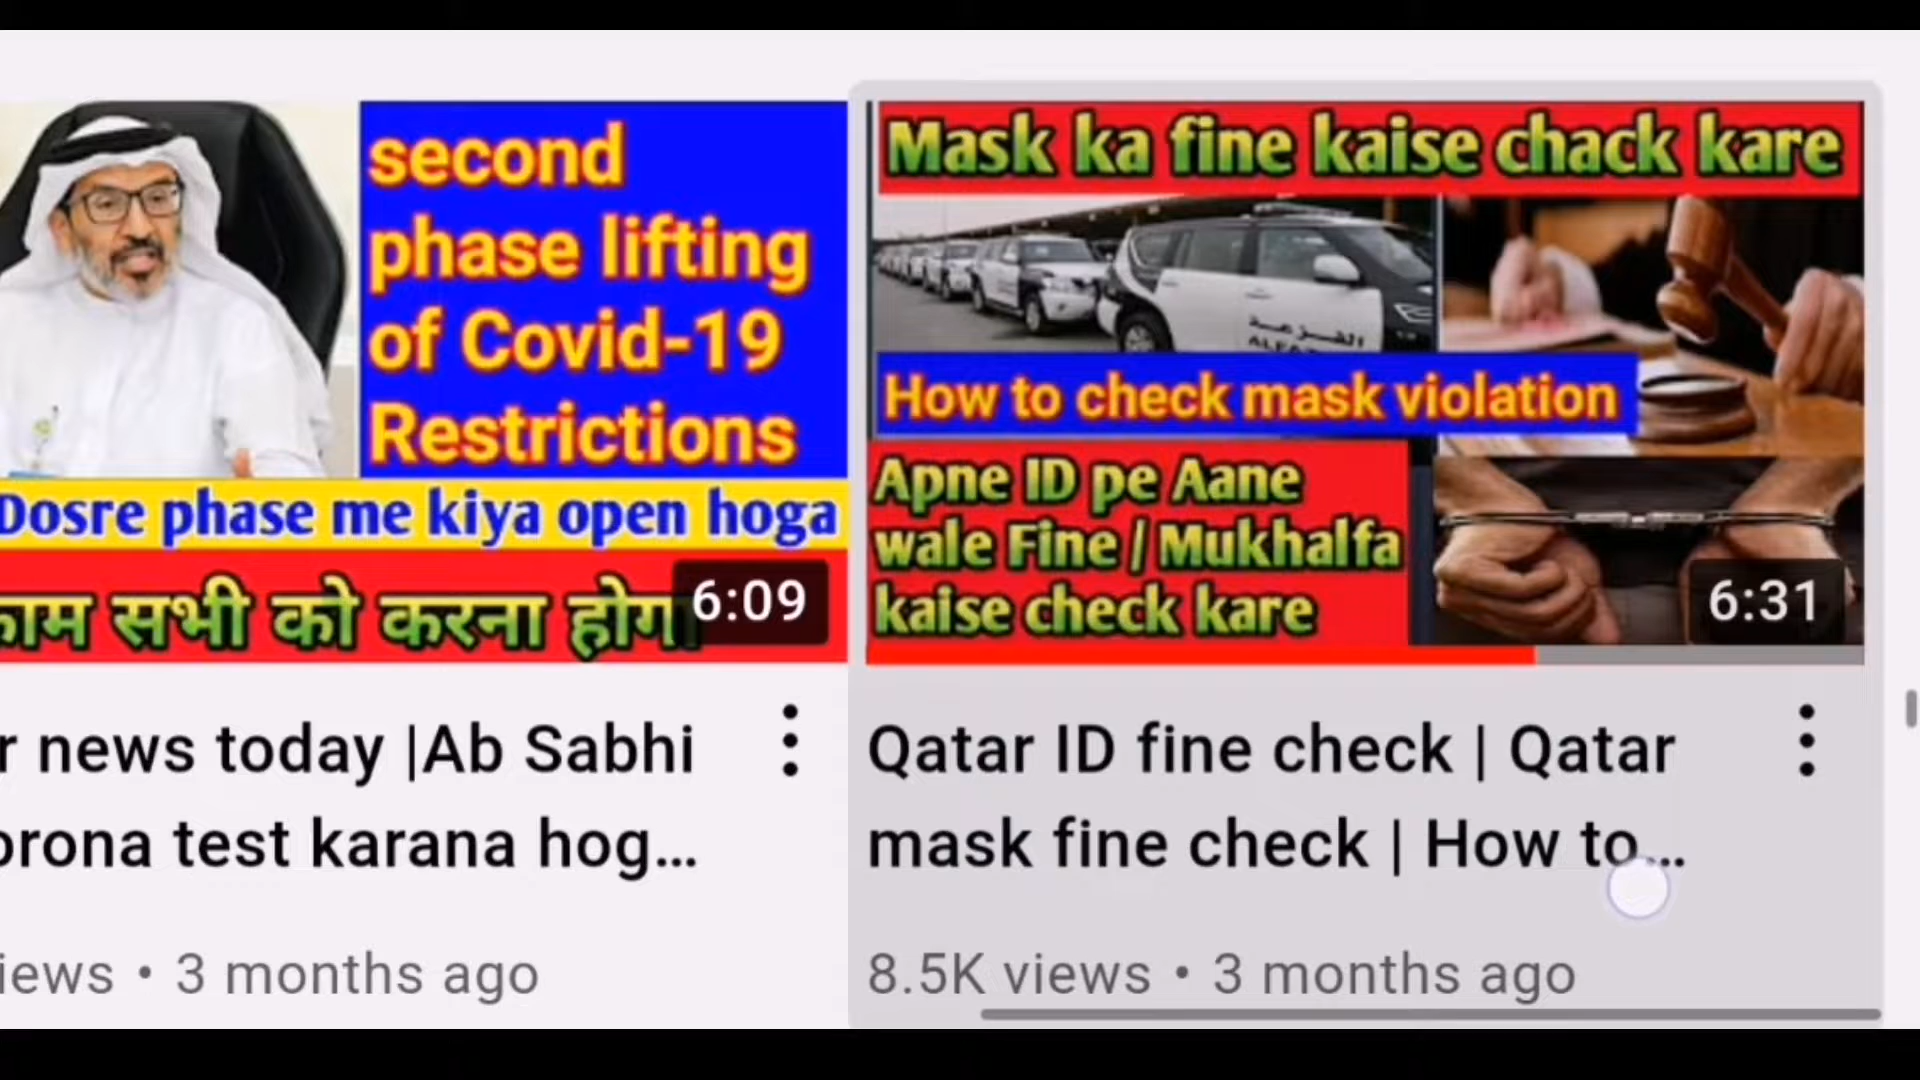 second
phase lifting
of Covid-19
Restrictions
Dosre phase me kiya open hoga
सभी को करना होगा
6:09
news today |Ab Sabhi
test karana hog...
3 months ago
Mask ka fine kaise chack kare
الفزعة
How to check mask violation
Apne ID pe Aane
wale Fine / Mukhalfa
kaise check kare
6:31
Qatar ID fine check | Qatar
mask fine check | How to...
8.5K views • 3 months ago